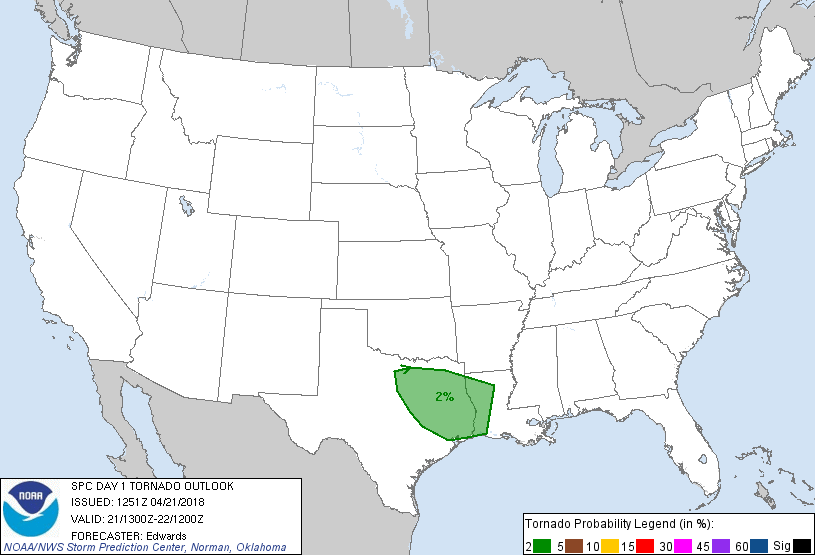 2%
NOAA
SPC DAY 1 TORNADO OUTLOOK
ISSUED: 1251Z 04/21/2018
VALID: 21/1300Z-22/1200Z
FORECASTER: Edwards
NOAA/NWS Storm Prediction Center, Norman, Oklahoma
Tornado Probability Legend (in %):
2 5 10 15 30 45 60 Sig